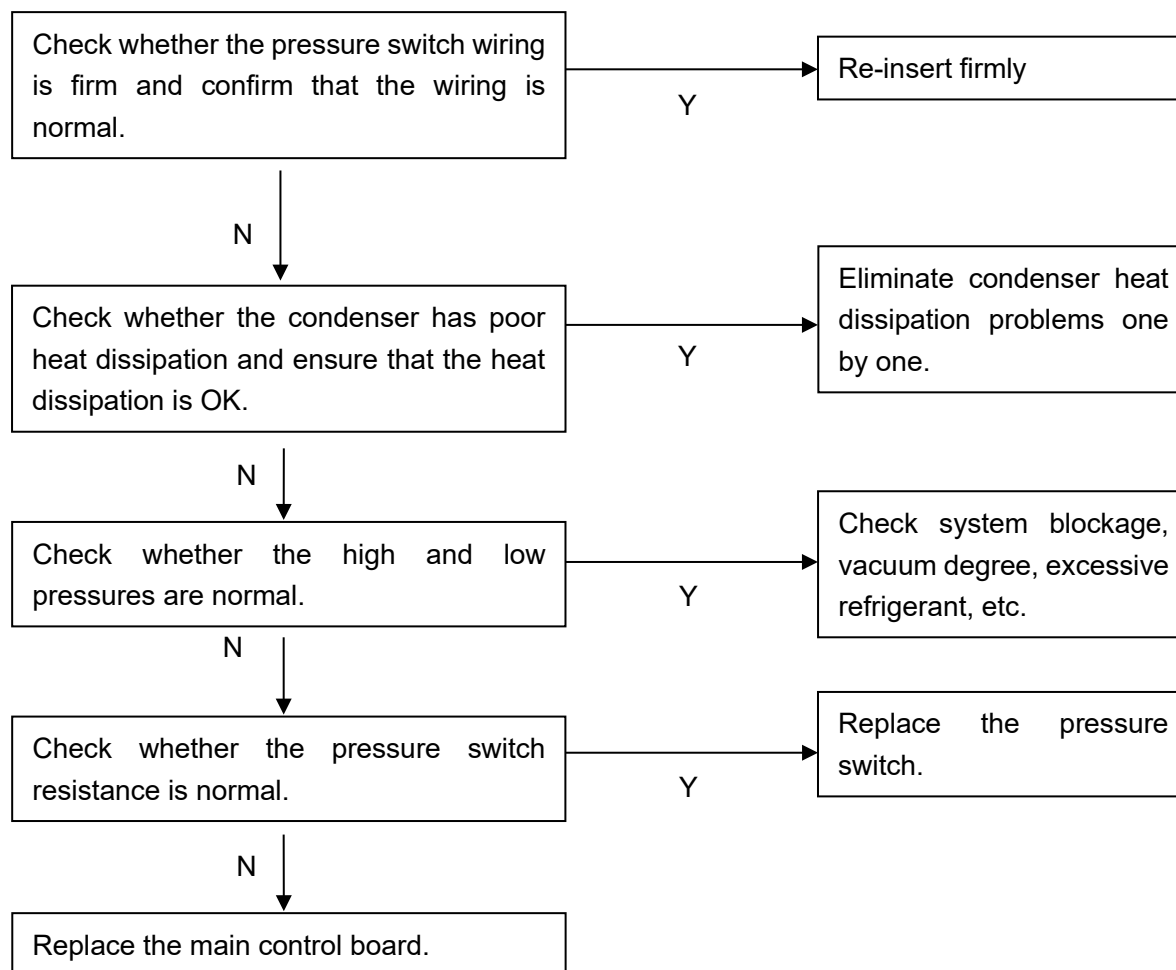 Check whether the pressure switch wiring
is firm and confirm that the wiring is
normal.
Y
Re-insert firmly
N
Check whether the condenser has poor
heat dissipation and ensure that the heat
dissipation is OK.
Y
Eliminate condenser heat
dissipation problems one
by one.
N
Check whether the high and low
pressures are normal.
Y
Check system blockage,
vacuum degree, excessive
refrigerant, etc.
N
Check whether the pressure switch
resistance is normal.
Y
Replace the pressure
switch.
N
Replace the main control board.